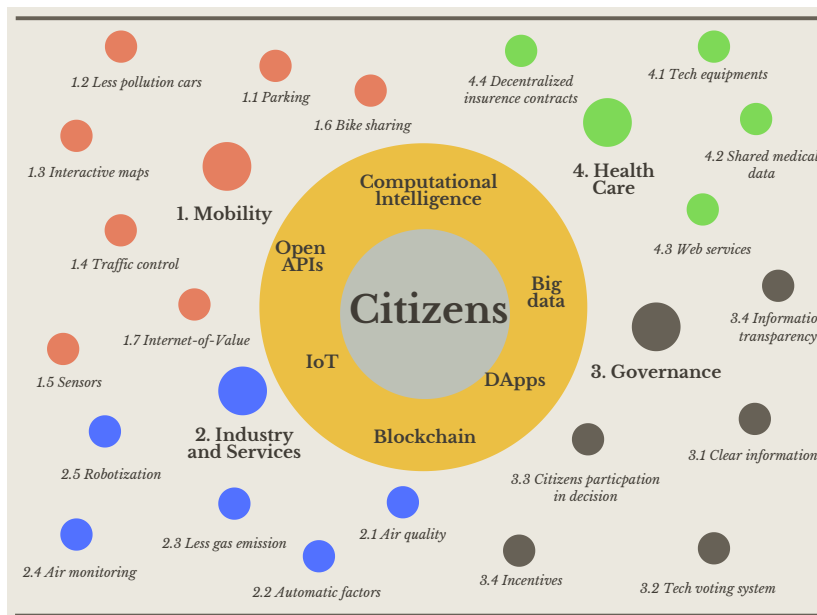 1.2 Less pollution cars
1.1 Parking
1.6 Bike sharing
4.4 Decentralized
insurence contracts
4.1 Tech equipments
1.3 Interactive maps
1. Mobility
Computational
Intelligence
4. Health
Care
4.2 Shared medical
data
1.4 Traffic control
Open
APIs
Citizens
Big
data
4.3 Web services
1.7 Internet-of-Value
1.5 Sensors
IoT
DApps
Blockchain
3. Governance
3.4 Informatio
transparency
2. Industry
and Services
2.5 Robotization
3.3 Citizens particpation
in decision
3.1 Clear information
2.4 Air monitoring
2.3 Less gas emission
2.1 Air quality
2.2 Automatic factors
3.4 Incentives
3.2 Tech voting system